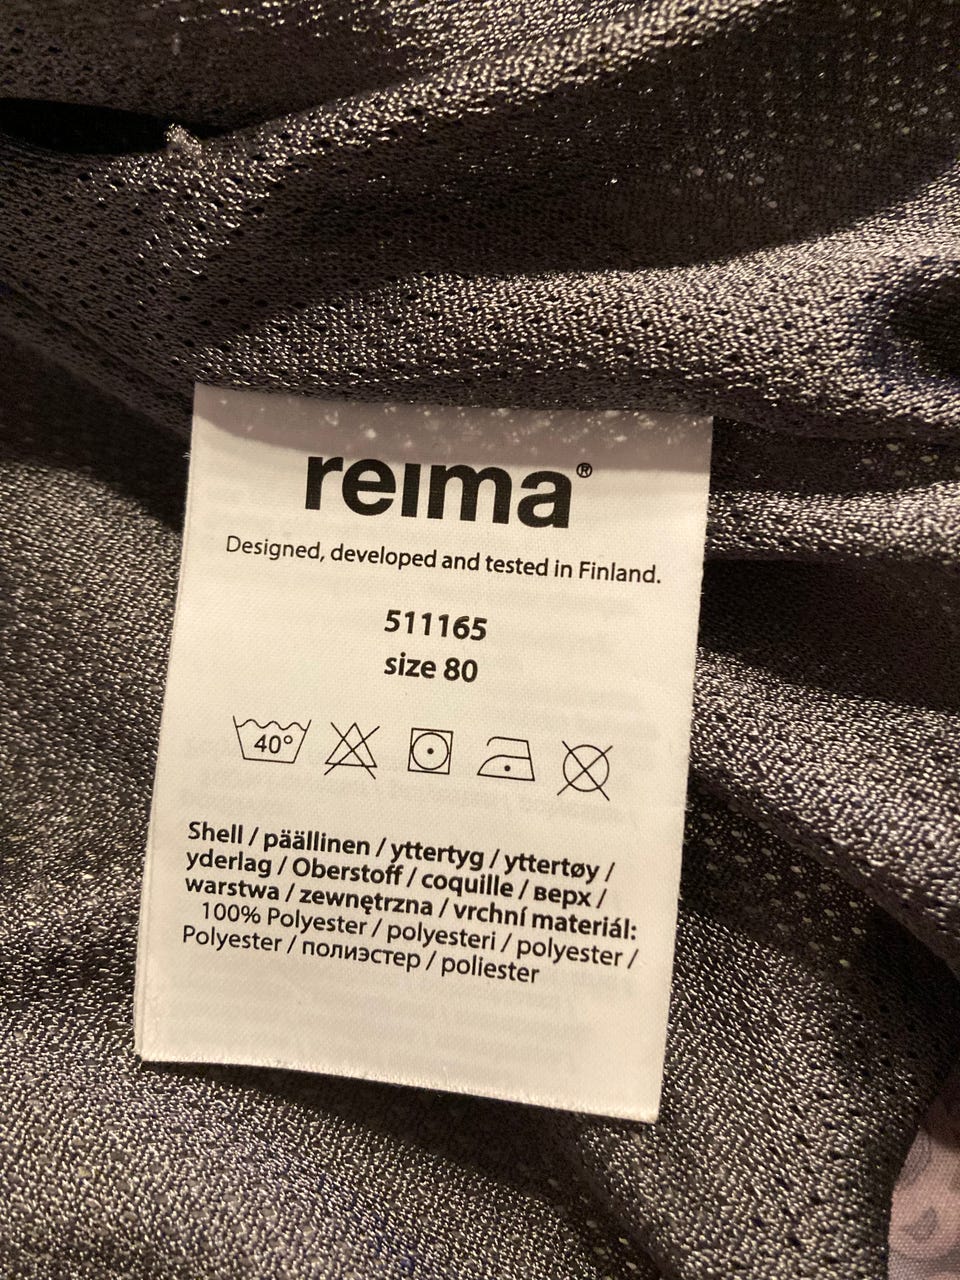 reima®
Designed, developed and tested in Finland.
511165
size 80
40°
Shell / päällinen / yttertyg / yttertøy /
yderlag / Oberstoff / coquille / верх /
warstwa / zewnętrzna / vrchní materiál:
100% Polyester / polyesteri / polyester /
Polyester / полиэстер / poliester